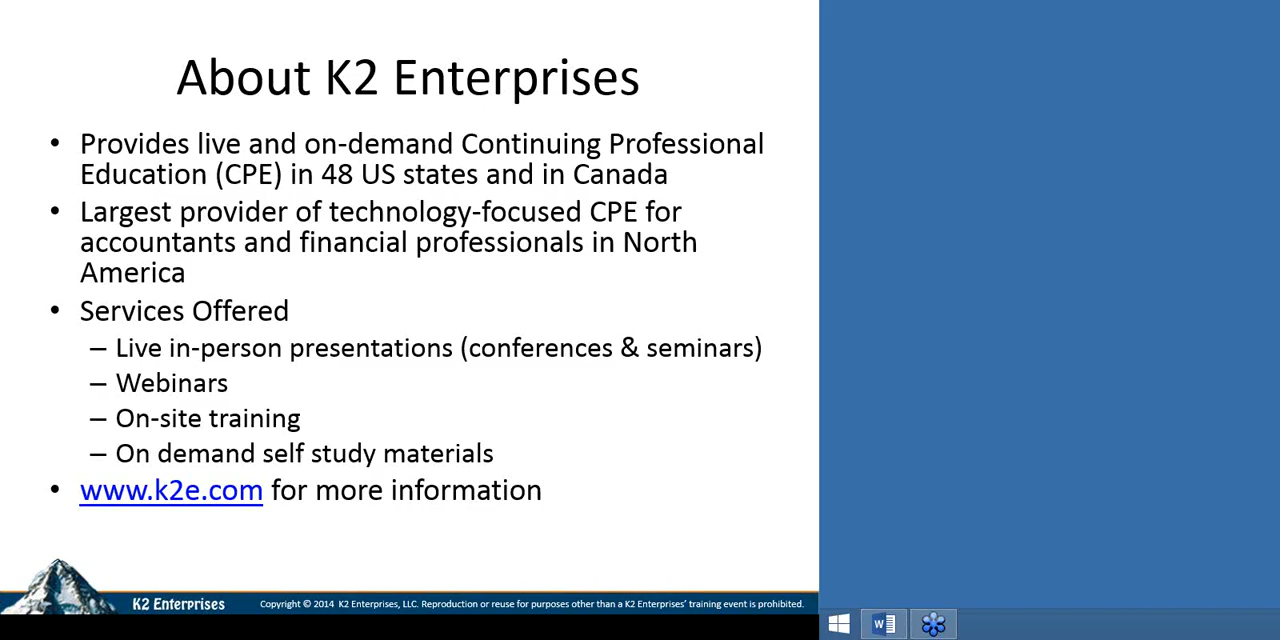 About K2 Enterprises
• Provides live and on-demand Continuing Professional
Education (CPE) in 48 US states and in Canada
• Largest provider of technology-focused CPE for
accountants and financial professionals in North
America
• Services Offered
– Live in-person presentations (conferences & seminars)
– Webinars
– On-site training
– On demand self study materials
• www.k2e.com for more information
K2 Enterprises
Copyright © 2014 K2 Enterprises, LLC. Reproduction or reuse for purposes other than a K2 Enterprises’ training event is prohibited.
W